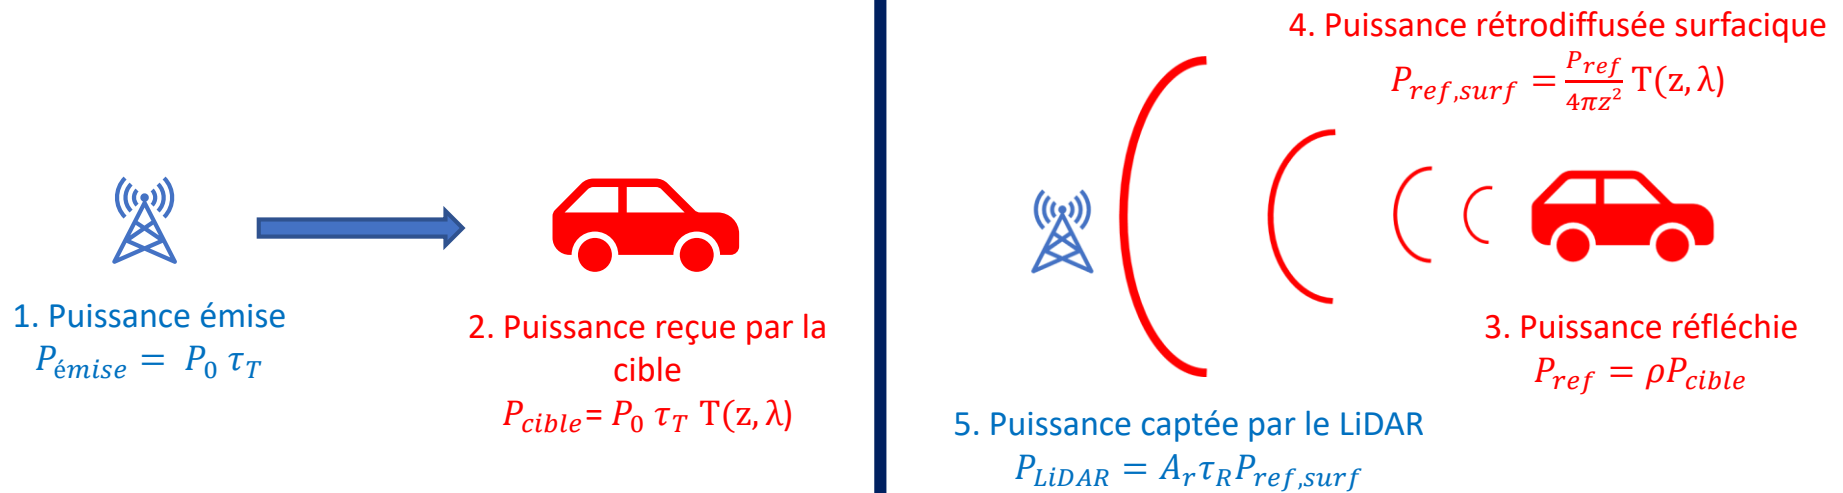 1. Puissance émise
P_émise = P_0 τ_T
2. Puissance reçue par la
cible
P_cible = P_0 τ_T T(z, λ)
3. Puissance réfléchie
P_ref = ρP_cible
4. Puissance rétrodiffusée surfacique
P_ref,surf = P_ref/4πz² T(z, λ)
5. Puissance captée par le LiDAR
P_LiDAR = A_r τ_R P_ref,surf